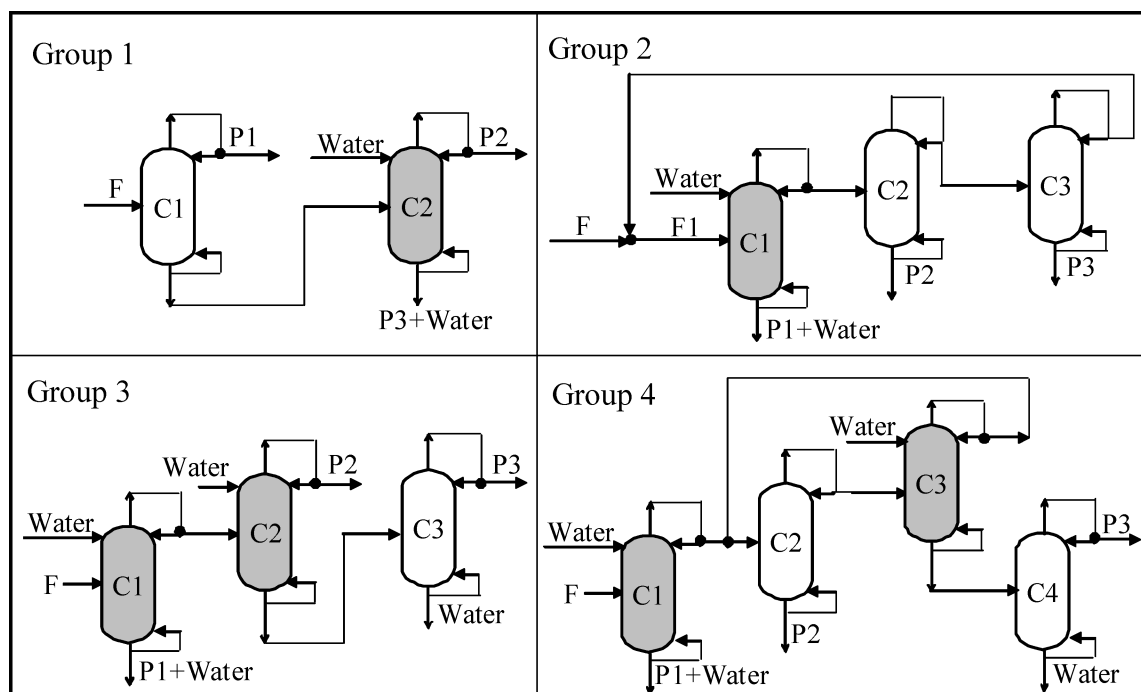 Group 1
P1
Water
P2
F
C1
C2
P3+Water
Group 2
Water
C2
C3
F
F1
C1
P2
P3
P1+Water
Group 3
Water
P2
P3
Water
C2
C3
F
C1
Water
P1+Water
Group 4
Water
C3
Water
C2
P3
F
C1
C4
P2
P1+Water
Water